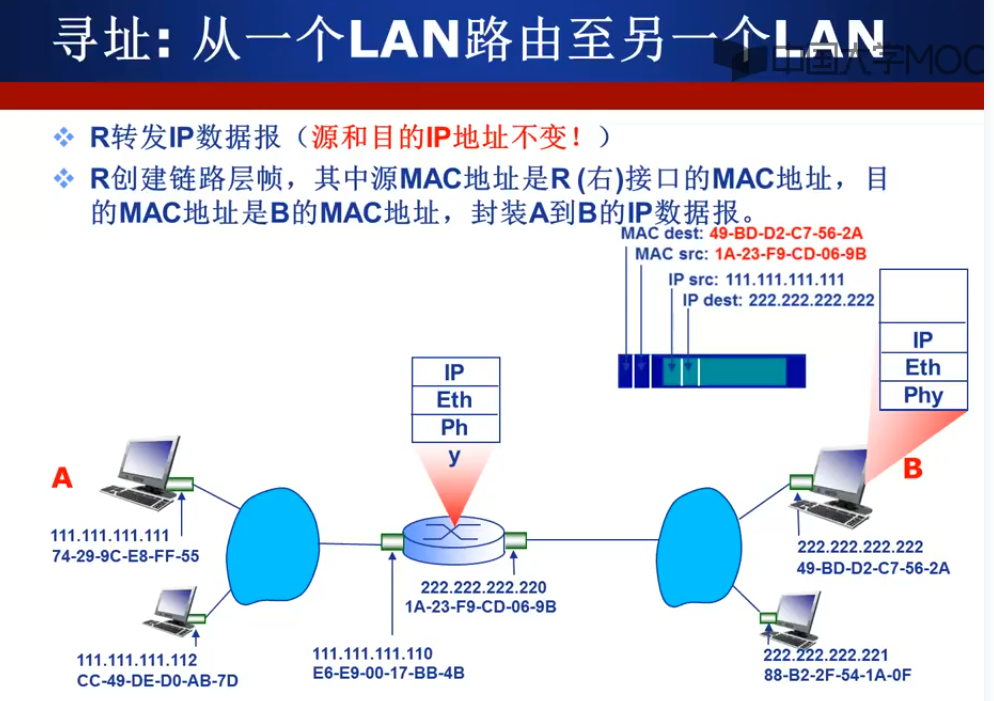 寻址: 从一个LAN路由至另一个LAN
中国大学MOOC
R转发IP数据报（源和目的IP地址不变！）
R创建链路层帧，其中源MAC地址是R (右)接口的MAC地址，目
的MAC地址是B的MAC地址，封装A到B的IP数据报。
MAC dest: 49-BD-D2-C7-56-2A
MAC src: 1A-23-F9-CD-06-9B
IP src: 111.111.111.111
IP dest: 222.222.222.222
IP
Eth
Phy
IP
Eth
Ph
y
A
B
111.111.111.111
74-29-9C-E8-FF-55
222.222.222.222
49-BD-D2-C7-56-2A
222.222.222.220
1A-23-F9-CD-06-9B
111.111.111.112
CC-49-DE-D0-AB-7D
111.111.111.110
E6-E9-00-17-BB-4B
222.222.222.221
88-B2-2F-54-1A-0F